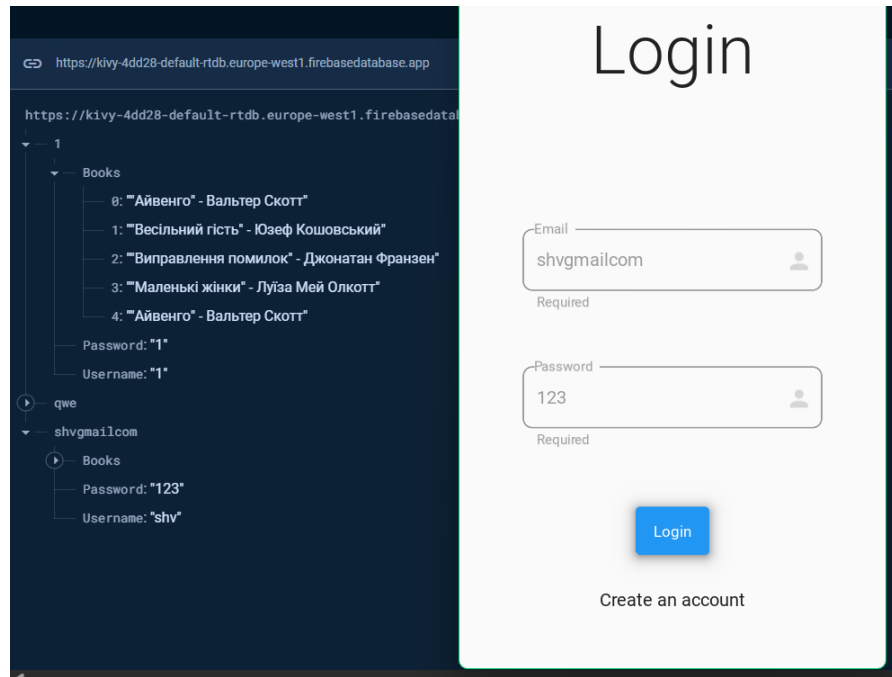 https://kivy-4dd28-default-rtdb.europe-west1.firebasedatabase.app
https://kivy-4dd28-default-rtdb.europe-west1.firebasedatal
1
Books
0: ""Айвенго" - Вальтер Скотт"
1: ""Весільний гість" - Юзеф Кошовський"
2: ""Виправлення помилок" - Джонатан Франзен"
3: ""Маленькі жінки" - Луїза Мей Олкотт"
4: ""Айвенго" - Вальтер Скотт"
Password: "1"
Username: "1"
qwe
shvgmailcom
Books
Password: "123"
Username: "shv"
Login
Email
shvgmailcom
Required
Password
123
Required
Login
Create an account